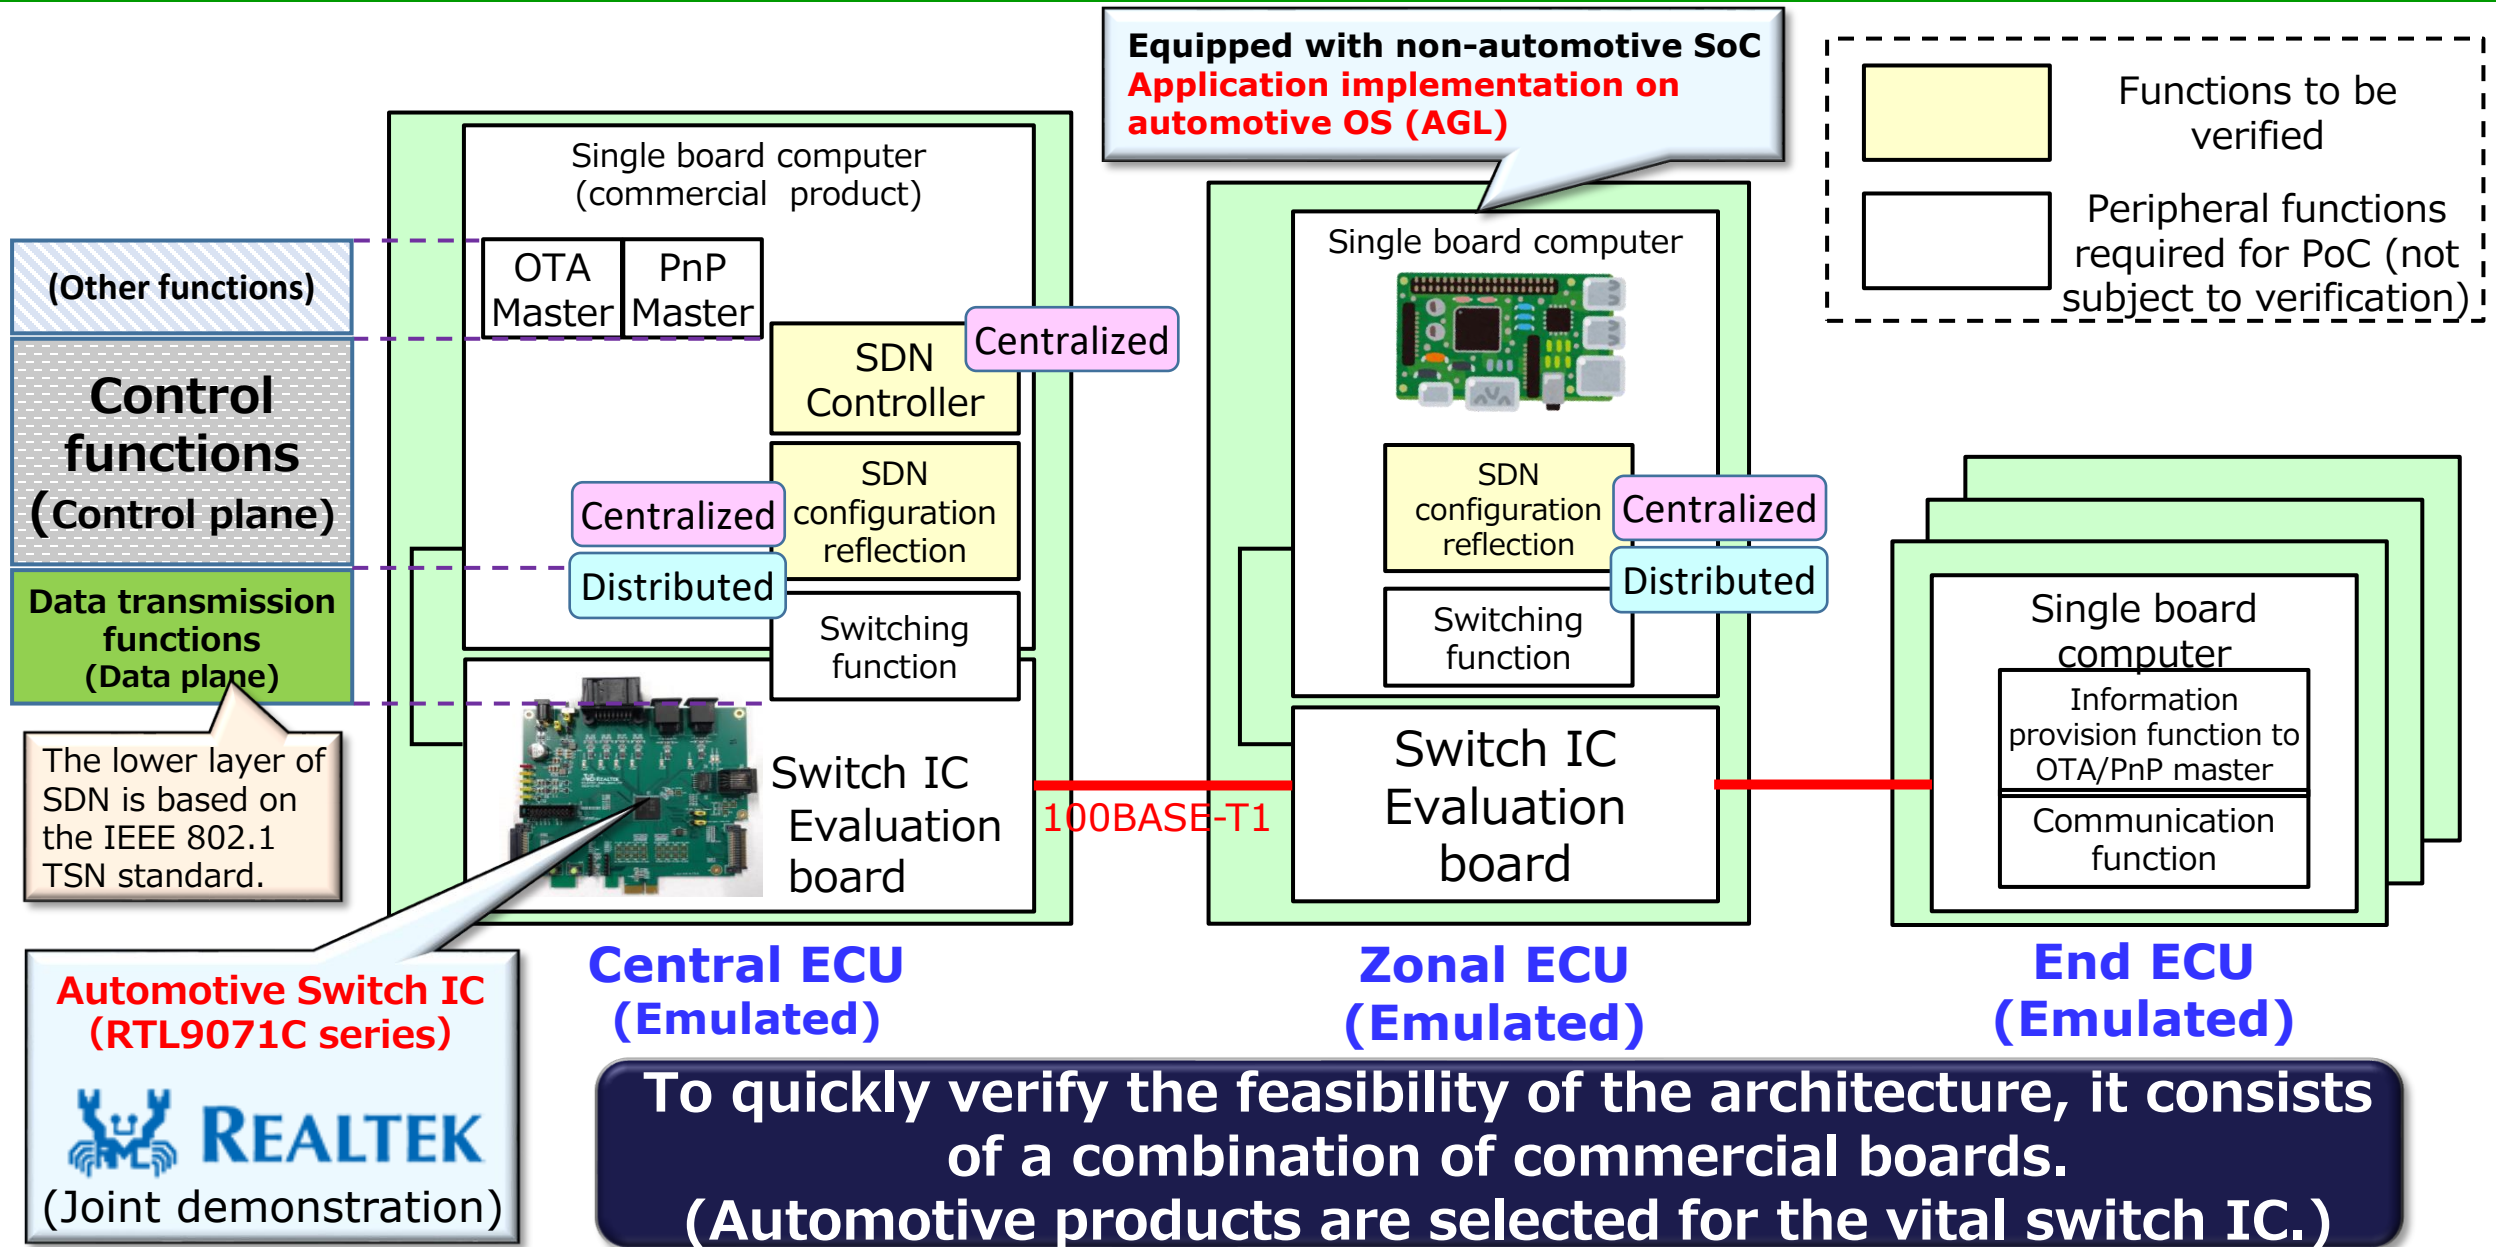 Equipped with non-automotive SoC
Application implementation on
automotive OS (AGL)
Functions to be
verified
Peripheral functions
required for PoC (not
subject to verification)
Single board computer
(commercial product)
(Other functions)
OTA
Master
PnP
Master
Control
functions
(Control plane)
SDN
Controller
Centralized
SDN
configuration
reflection
Centralized
Distributed
Data transmission
functions
(Data plane)
Switching
function
The lower layer of
SDN is based on
the IEEE 802.1
TSN standard.
REALTEK
Switch IC
Evaluation
board
100BASE-T1
Single board computer
SDN
configuration
reflection
Centralized
Distributed
Switching
function
Switch IC
Evaluation
board
Single board
computer
Information
provision function to
OTA/PnP master
Communication
function
Central ECU
(Emulated)
Zonal ECU
(Emulated)
End ECU
(Emulated)
Automotive Switch IC
(RTL9071C series)
REALTEK
(Joint demonstration)
To quickly verify the feasibility of the architecture, it consists
of a combination of commercial boards.
(Automotive products are selected for the vital switch IC.)